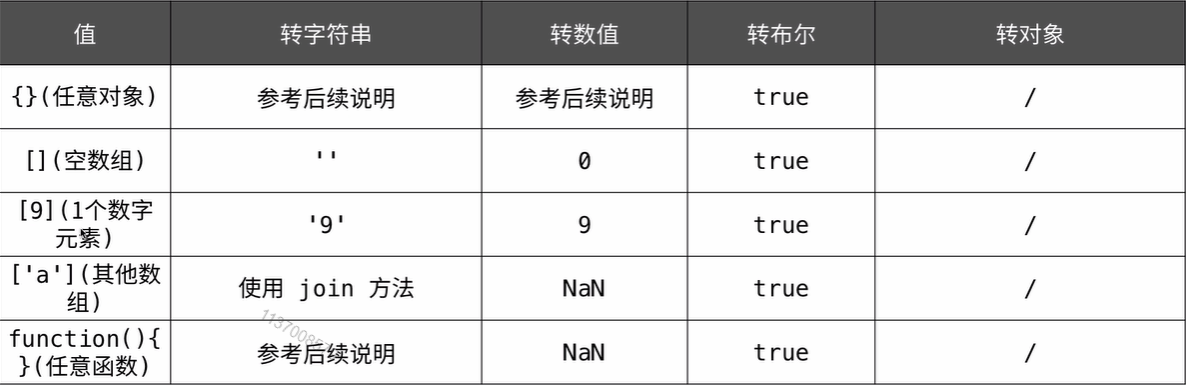 值 转字符串 转数值 转布尔 转对象
{}(任意对象) 参考后续说明 参考后续说明 true /
[](空数组) '' 0 true /
[9](1个数字
元素) '9' 9 true /
['a'](其他数
组) 使用 join 方法 NaN true /
function(){
}(任意函数) 参考后续说明 NaN true /